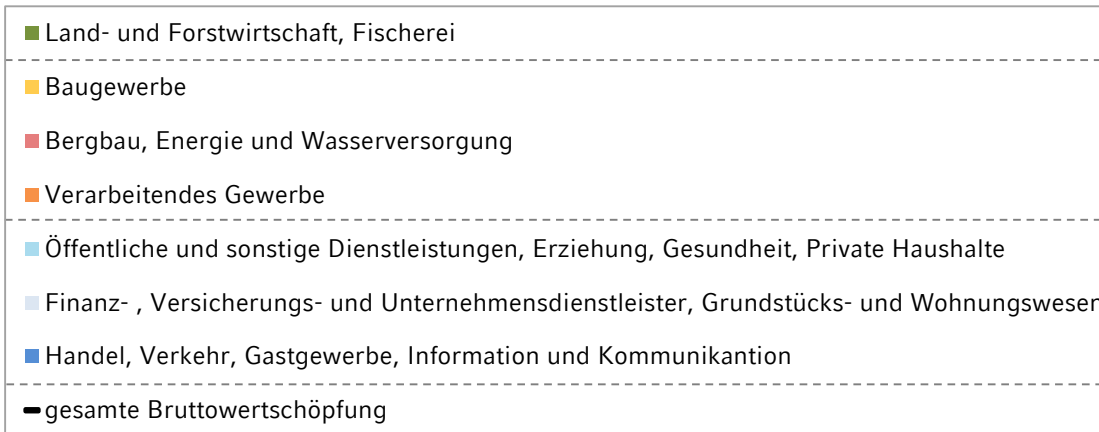 Land- und Forstwirtschaft, Fischerei
Baugewerbe
Bergbau, Energie und Wasserversorgung
Verarbeitendes Gewerbe
Öffentliche und sonstige Dienstleistungen, Erziehung, Gesundheit, Private Haushalte
Finanz- , Versicherungs- und Unternehmensdienstleister, Grundstücks- und Wohnungswesen
Handel, Verkehr, Gastgewerbe, Information und Kommunikantion
gesamte Bruttowertschöpfung